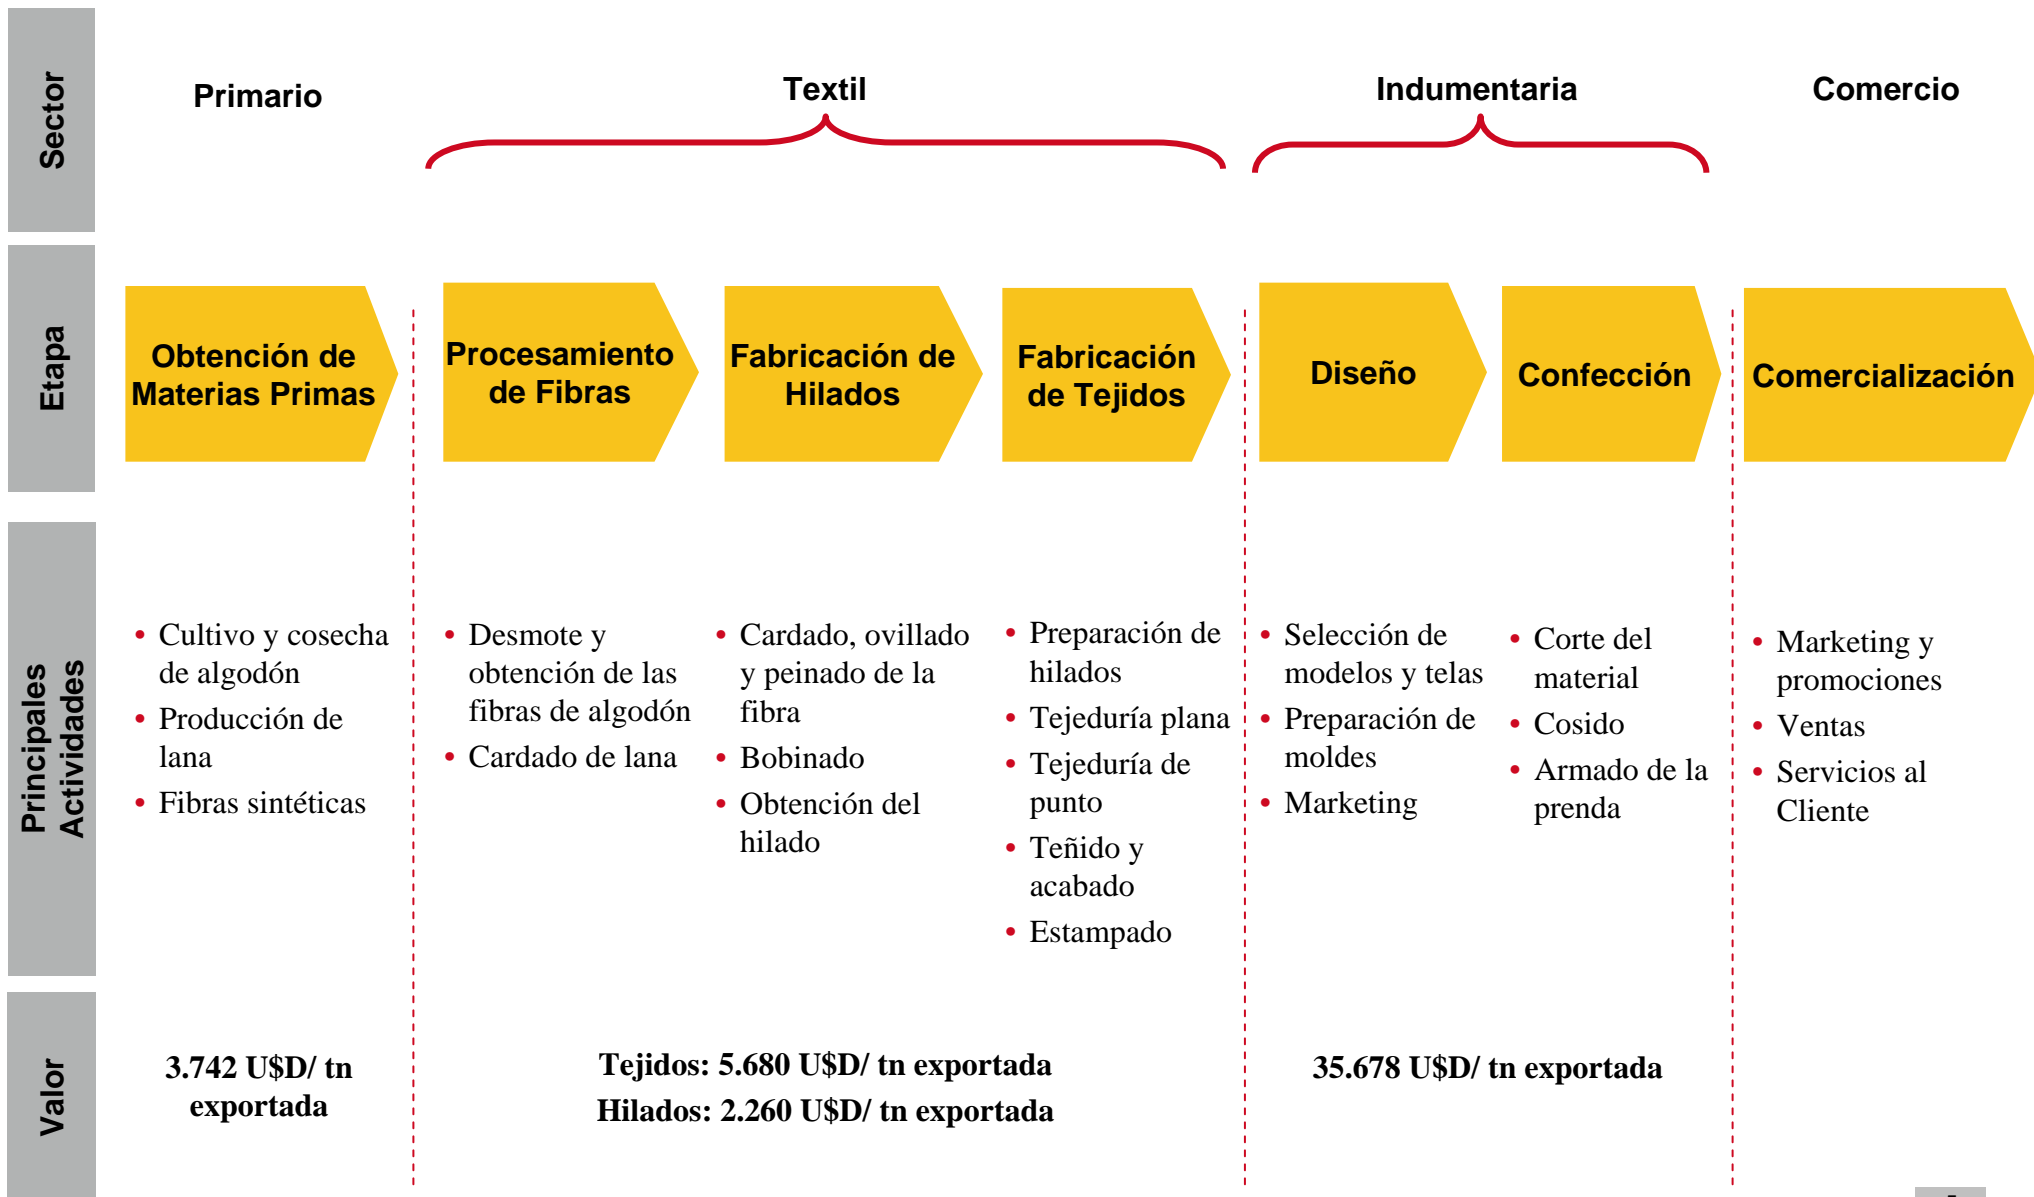 Sector
Primario
Textil
Indumentaria
Comercio
Etapa
Obtención de
Materias Primas
Procesamiento
de Fibras
Fabricación de
Hilados
Fabricación
de Tejidos
Diseño
Confección
Comercialización
Principales
Actividades
• Cultivo y cosecha
de algodón
• Producción de
lana
• Fibras sintéticas
• Desmote y
obtención de las
fibras de algodón
• Cardado de lana
• Cardado, ovillado
y peinado de la
fibra
• Bobinado
• Obtención del
hilado
• Preparación de
hilados
• Tejeduría plana
• Tejeduría de
punto
• Teñido y
acabado
• Estampado
• Selección de
modelos y telas
• Preparación de
moldes
• Marketing
• Corte del
material
• Cosido
• Armado de la
prenda
• Marketing y
promociones
• Ventas
• Servicios al
Cliente
Valor
3.742 U$D/ tn
exportada
Tejidos: 5.680 U$D/ tn exportada
Hilados: 2.260 U$D/ tn exportada
35.678 U$D/ tn exportada